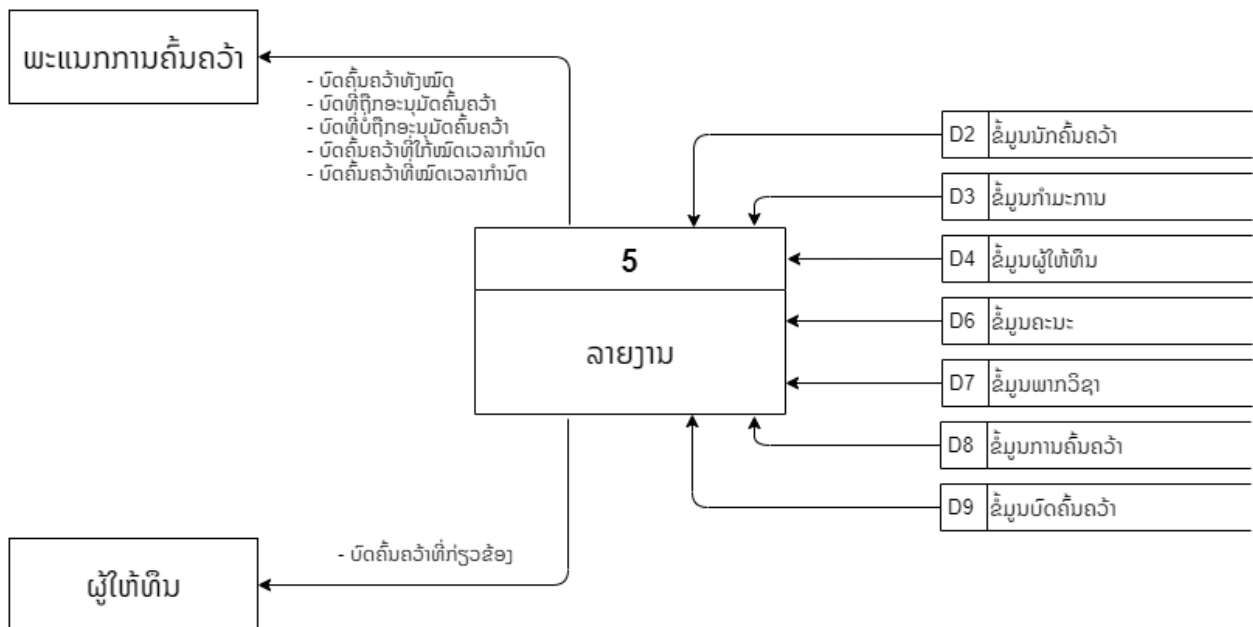 ພະແນກການຄົ້ນຄວ້າ
- ບົດຄົ້ນຄວ້າທັງໝົດ
- ບົດທີ່ຖືກອະນຸມັດຄົ້ນຄວ້າ
- ບົດທີ່ບໍ່ຖືກອະນຸມັດຄົ້ນຄວ້າ
- ບົດຄົ້ນຄວ້າທີ່ໃກ້ໝົດເວລາກຳນົດ
- ບົດຄົ້ນຄວ້າທີ່ໝົດເວລາກຳນົດ
D2 ຂໍ້ມູນນັກຄົ້ນຄວ້າ
D3 ຂໍ້ມູນກຳມະການ
D4 ຂໍ້ມູນຜູ້ໃຫ້ທຶນ
D6 ຂໍ້ມູນຄະນະ
D7 ຂໍ້ມູນພາກວິຊາ
D8 ຂໍ້ມູນການຄົ້ນຄວ້າ
D9 ຂໍ້ມູນບົດຄົ້ນຄວ້າ
5
ລາຍງານ
- ບົດຄົ້ນຄວ້າທີ່ກ່ຽວຂ້ອງ
ຜູ້ໃຫ້ທຶນ